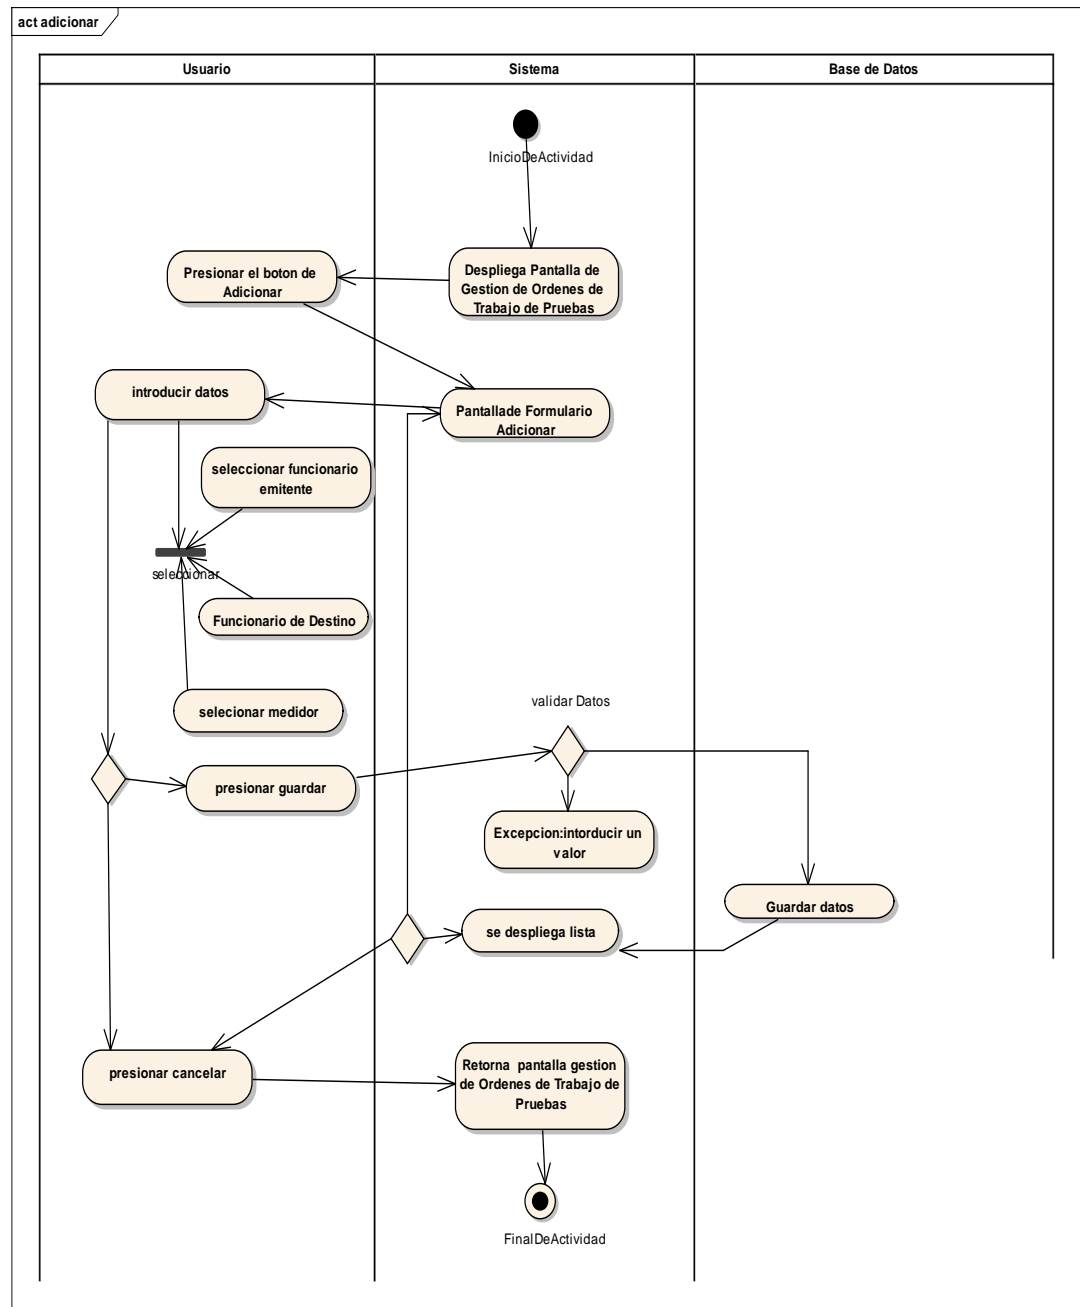 act adicionar
Usuario
Sistema
Base de Datos
InicioDeActividad
Presionar el boton de
Adicionar
Despliega Pantalla de
Gestion de Ordenes de
Trabajo de Pruebas
introducir datos
Pantallade Formulario
Adicionar
seleccionar funcionario
emitente
seleccionar
Funcionario de Destino
selecionar medidor
validar Datos
presionar guardar
Excepcion:intorducir un
valor
Guardar datos
se despliega lista
presionar cancelar
Retorna pantalla gestion
de Ordenes de Trabajo de
Pruebas
FinalDeActividad